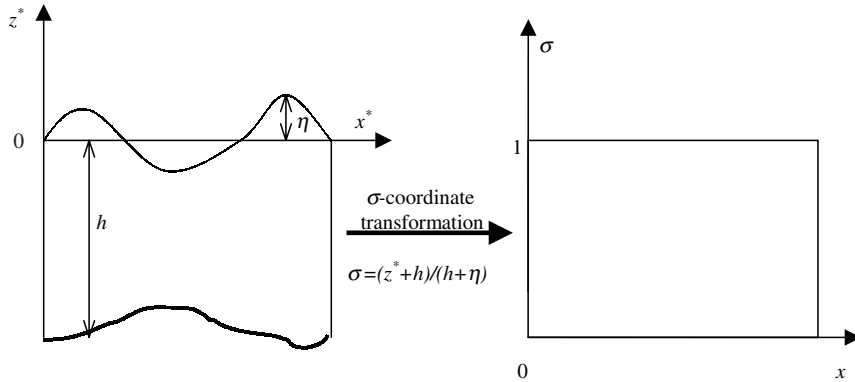 z*
0
x*
η
h
σ-coordinate
transformation
σ=(z*+h)/(h+η)
σ
1
0
x